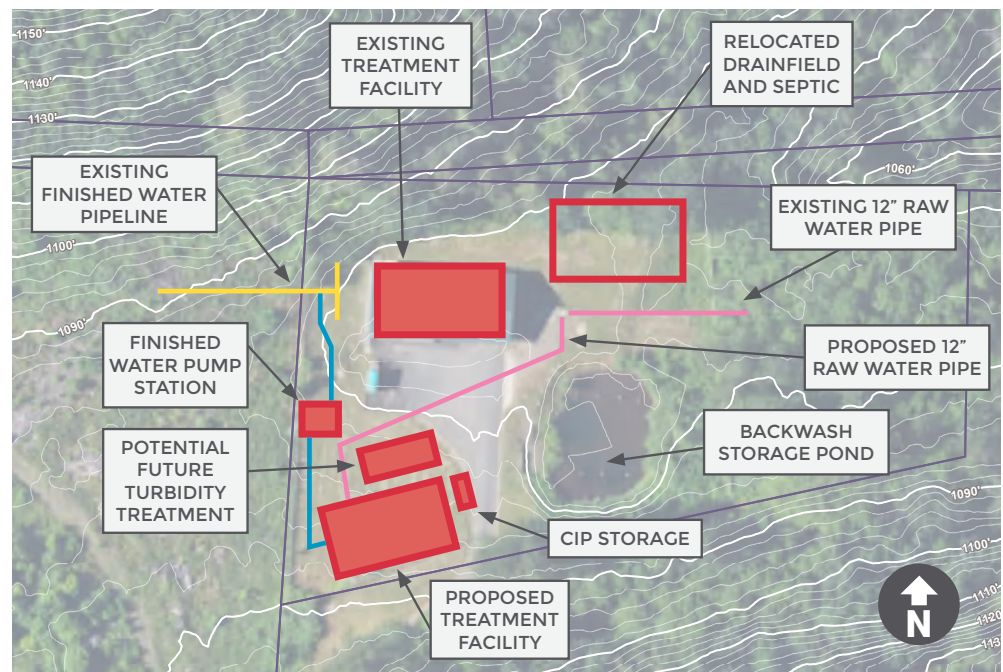 1150'
1140'
1130'
EXISTING
TREATMENT
FACILITY
RELOCATED
DRAINFIELD
AND SEPTIC
EXISTING
FINISHED WATER
PIPELINE
1060'
EXISTING 12” RAW
WATER PIPE
1100'
1090'
FINISHED
WATER PUMP
STATION
PROPOSED 12”
RAW WATER PIPE
POTENTIAL
FUTURE
TURBIDITY
TREATMENT
BACKWASH
STORAGE POND
1090'
CIP STORAGE
1100'
PROPOSED
TREATMENT
FACILITY
1110'
1120'
N